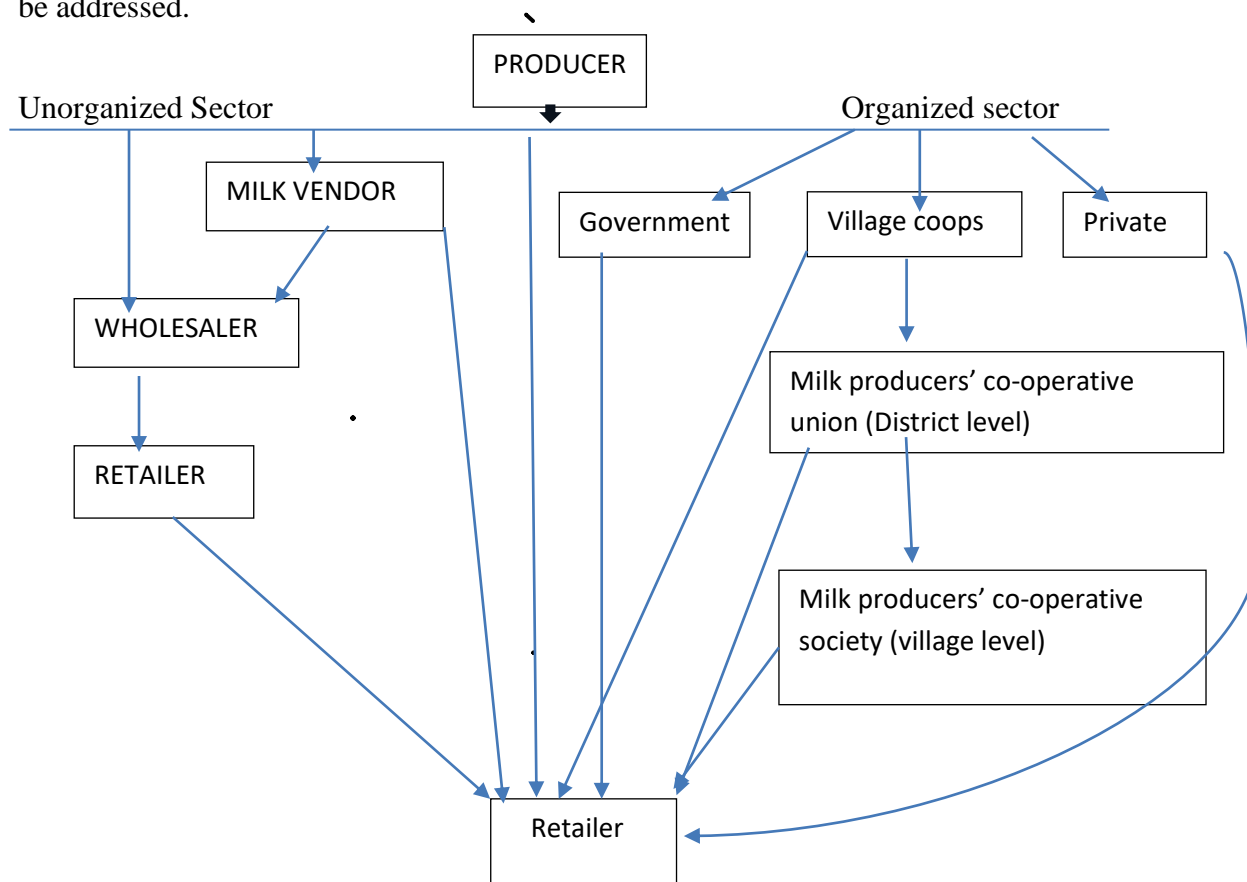 be addressed.
PRODUCER
Unorganized Sector
Organized sector
MILK VENDOR
Government
Village coops
Private
WHOLESALER
Milk producers’ co-operative
union (District level)
RETAILER
Milk producers’ co-operative
society (village level)
Retailer